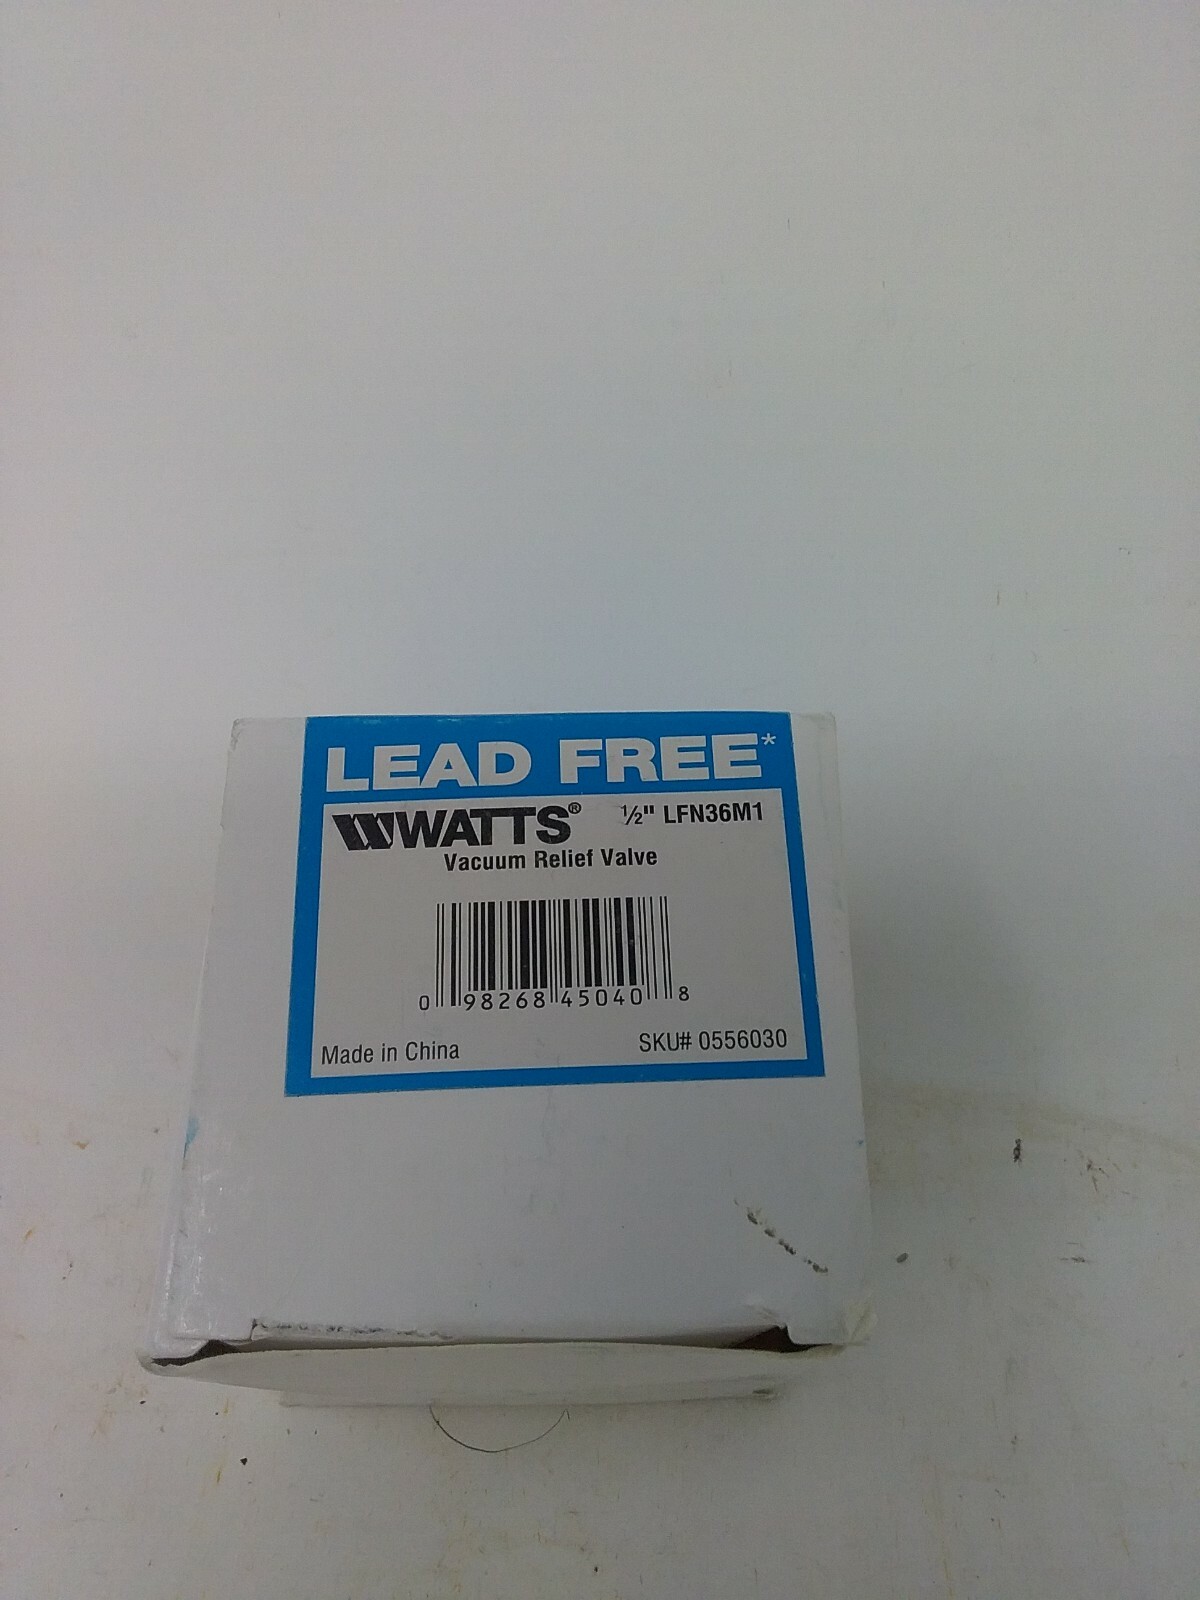 LEAD FREE*
WATTS® ½" LFN36M1
Vacuum Relief Valve
0 98268 45040 8
Made in China SKU# 0556030